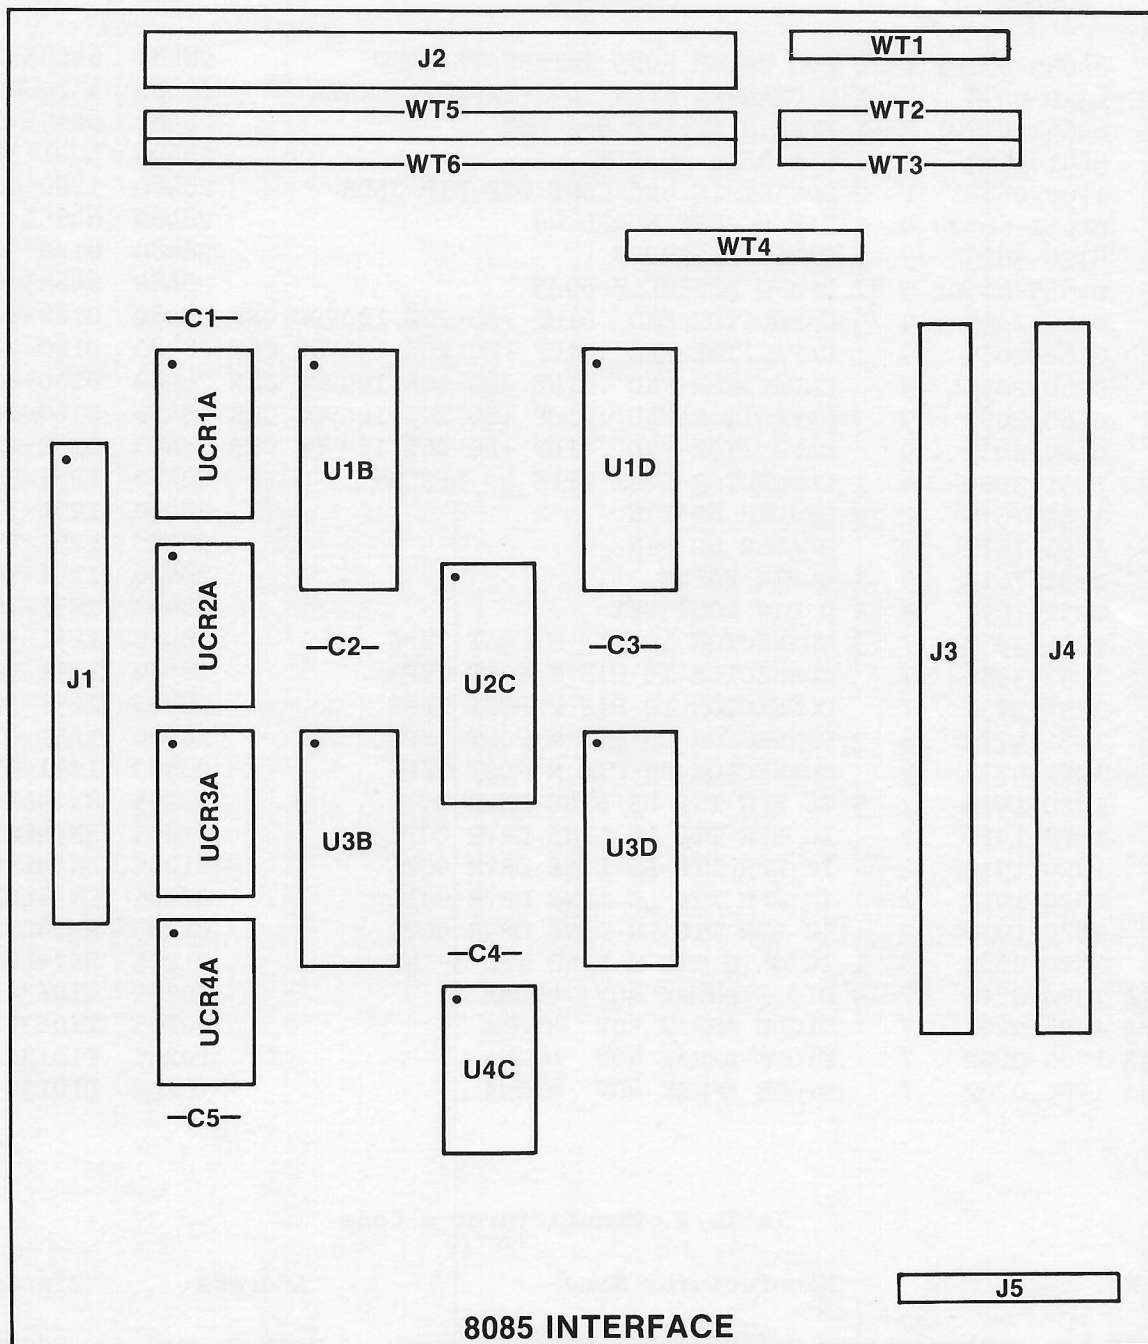 J2
WT1
WT5
WT2
WT6
WT3
WT4
C1
UCR1A
U1B
U1D
J1
UCR2A
C2
U2C
C3
J3
J4
UCR3A
U3B
U3D
UCR4A
C4
U4C
C5
J5
8085 INTERFACE